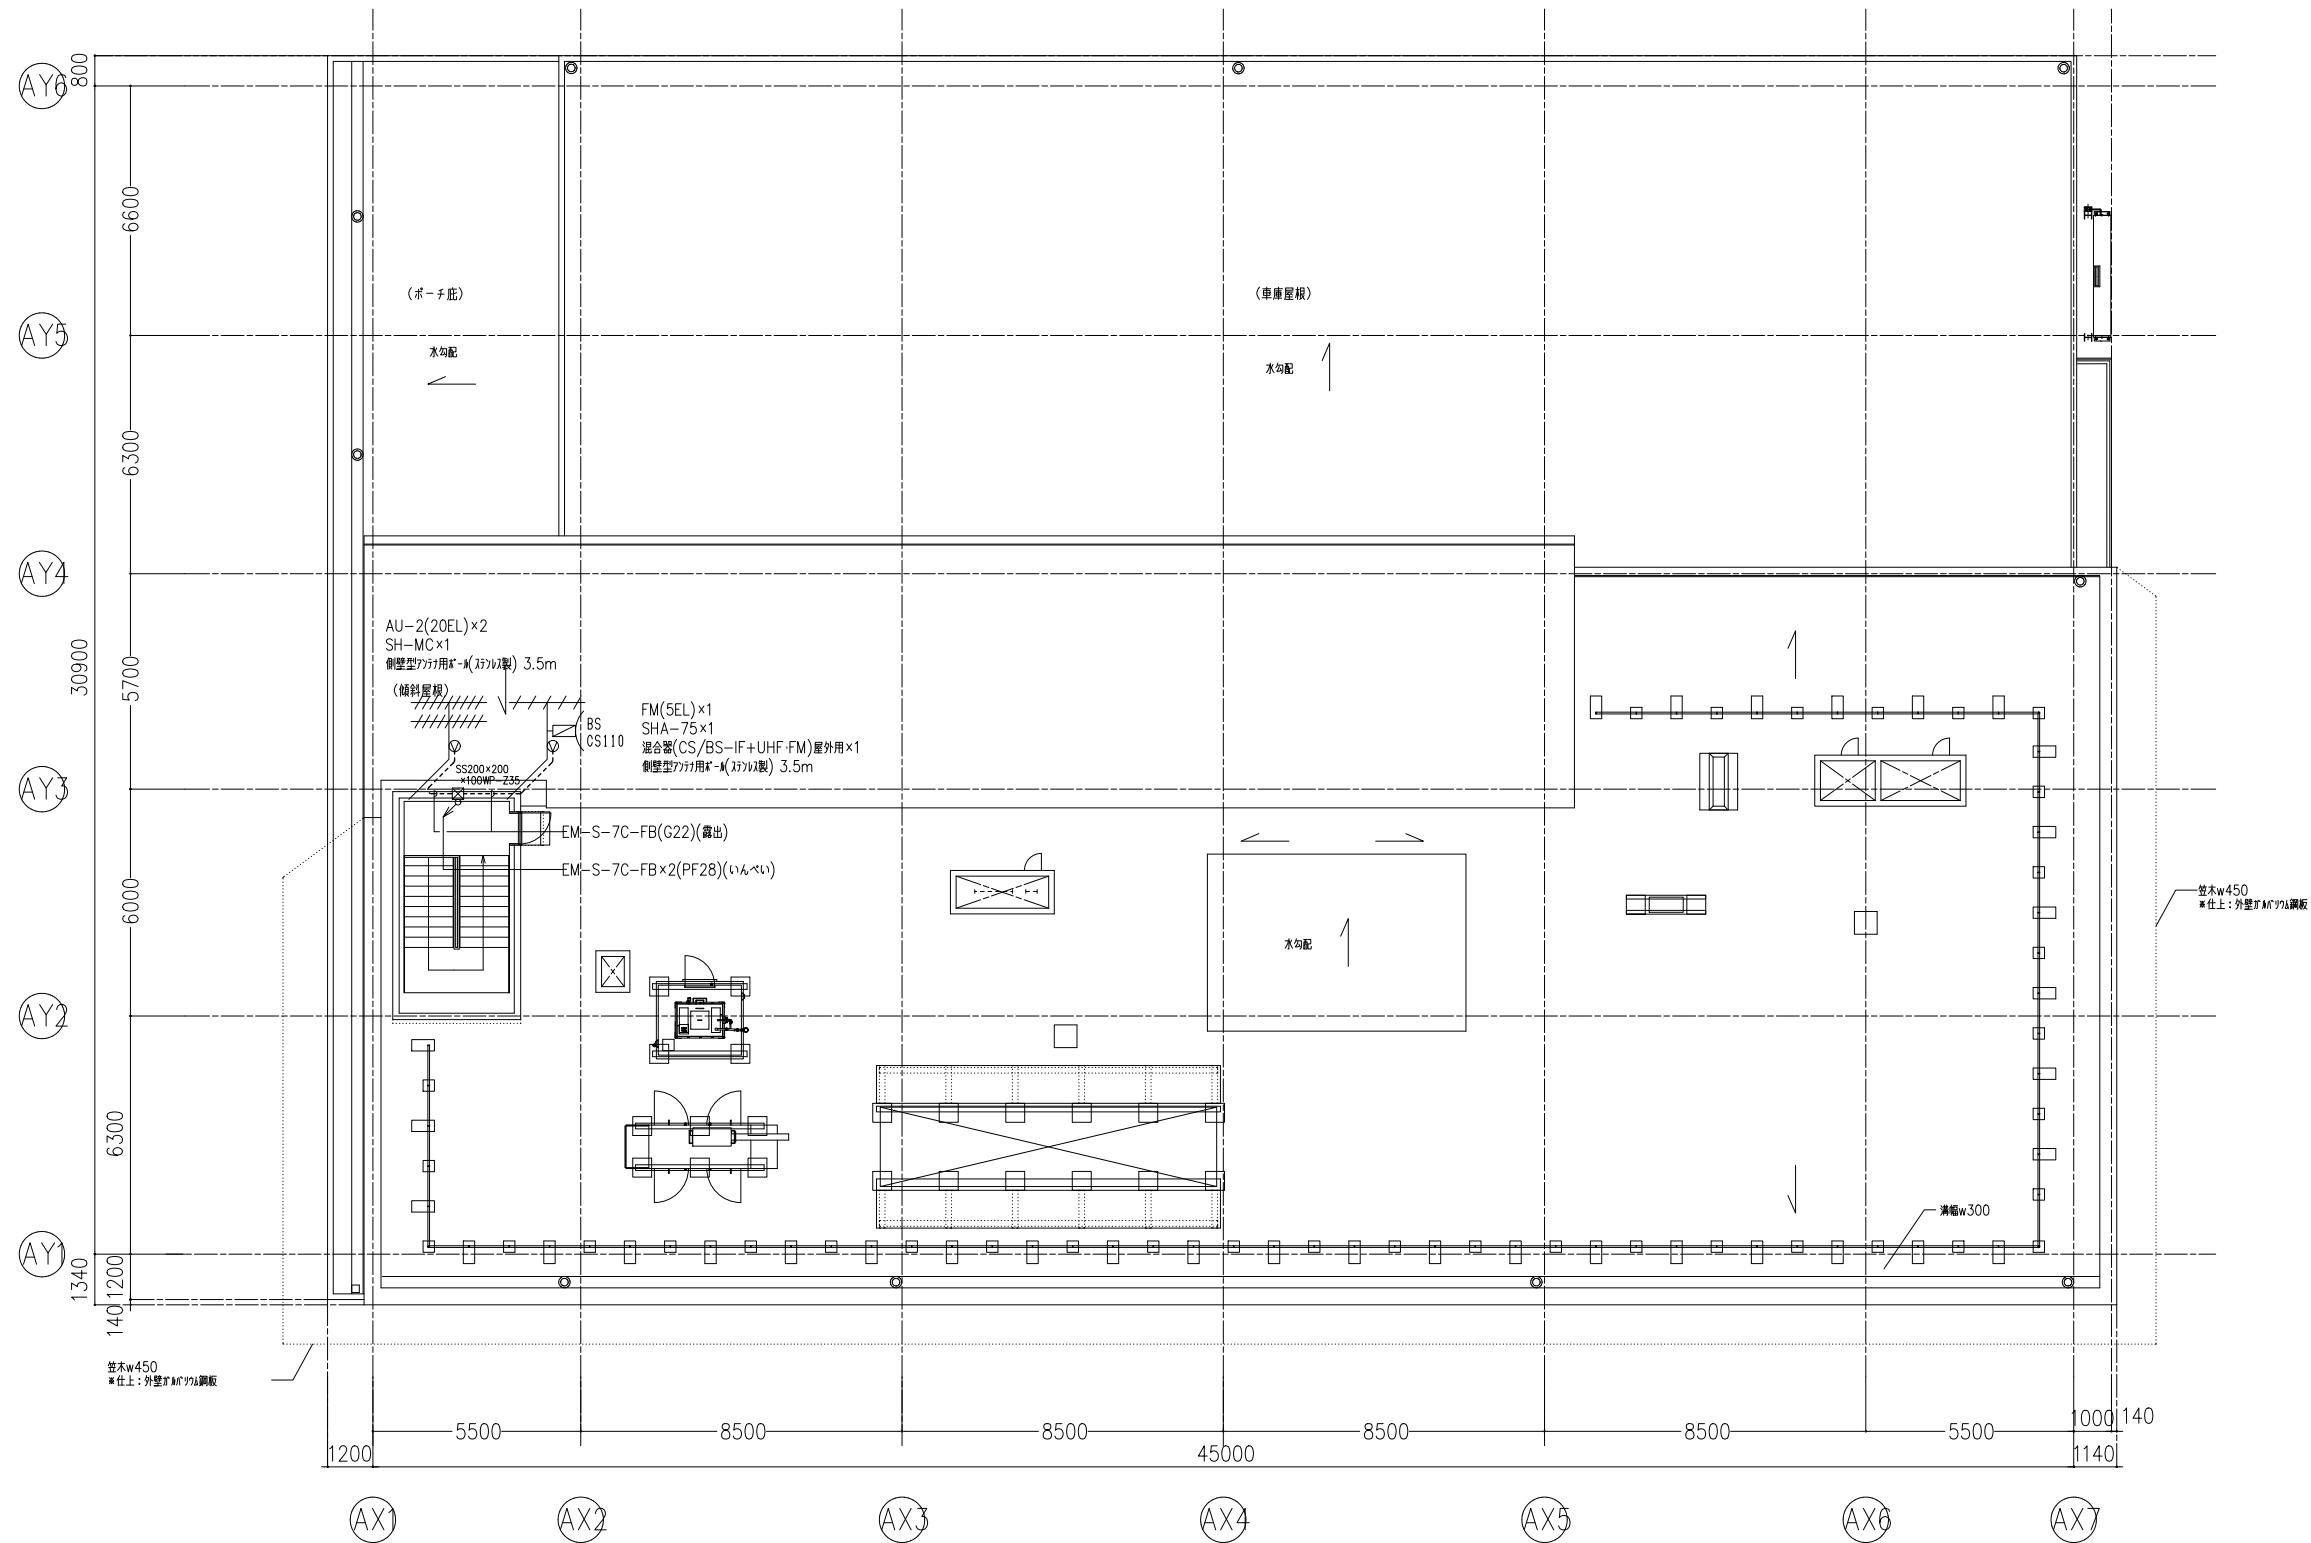 AY6
800
6600
(ポーチ庇)
(車庫屋根)
AY5
水勾配
水勾配
6300
AY4
30900
5700
AU-2(20EL)×2
SH-MC×1
側壁型アンテナ用ポール(ステンレス製) 3.5m
(傾斜屋根)
BS
CS110
FM(5EL)×1
SHA-75×1
混合器(CS/BS-IF+UHF·FM)屋外用×1
側壁型アンテナ用ポール(ステンレス製) 3.5m
SS200×200
×100WP-Z35
AY3
EM-S-7C-FB(G22)(露出)
EM-S-7C-FB×2(PF28)(いんぺい)
6000
笠木w450
※仕上：外壁ガルバリウム鋼板
水勾配
AY2
6300
溝幅w300
AY1
1340
1200
140
笠木w450
※仕上：外壁ガルバリウム鋼板
5500
8500
8500
8500
8500
5500
1000
140
1200
45000
1140
AX1
AX2
AX3
AX4
AX5
AX6
AX7